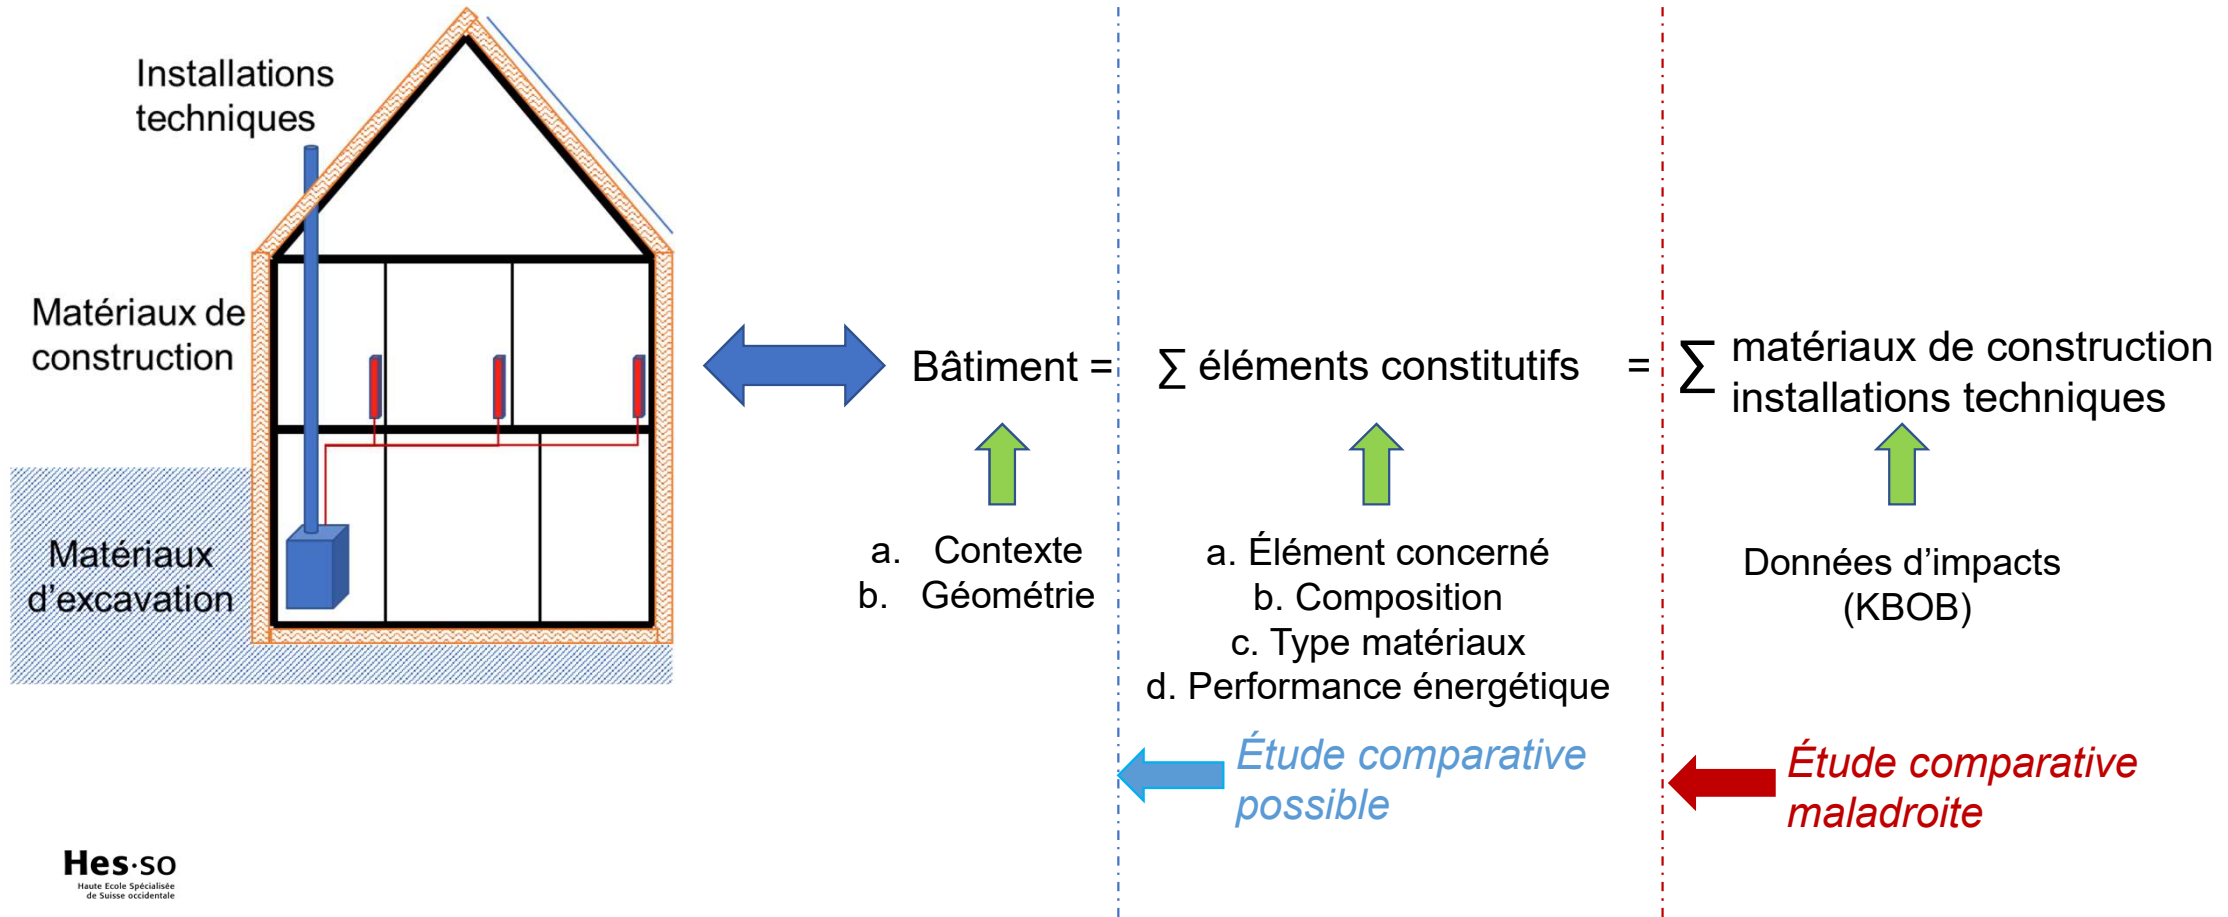 Installations
techniques
Matériaux de
construction
Matériaux
d'excavation
Bâtiment =
∑ éléments constitutifs
=
∑ matériaux de construction
installations techniques
a. Contexte
b. Géométrie
a. Élément concerné
b. Composition
c. Type matériaux
d. Performance énergétique
Données d'impacts
(KBOB)
Étude comparative
possible
Étude comparative
maladroite
Hes·so
Haute Ecole Spécialisée
de Suisse occidentale